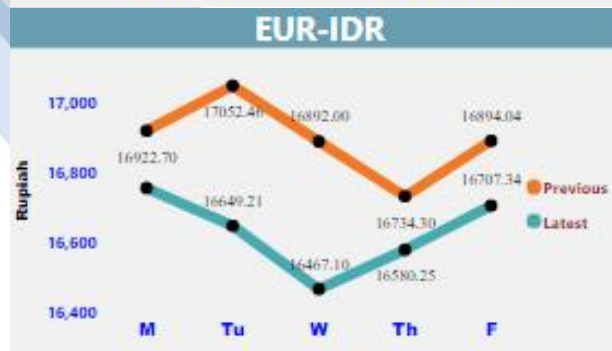 EUR-IDR
17,000
16,800
16,600
16,400
Rupiah
17052.46
16892.00
16894.04
16922.70
16734.30
16707.34
16649.21
16467.10
16580.25
Previous
Latest
M Tu W Th F